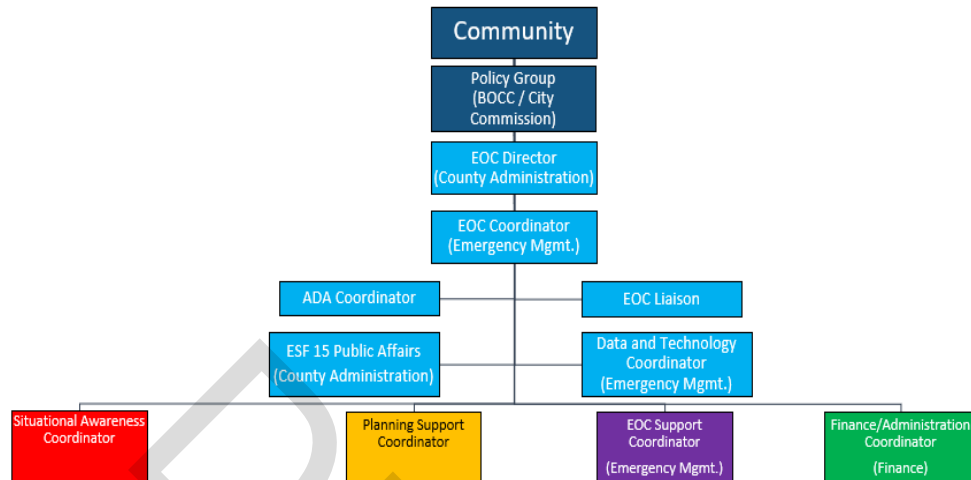 Community
Policy Group
(BOCC / City
Commission)
EOC Director
(County Administration)
EOC Coordinator
(Emergency Mgmt.)
ADA Coordinator
EOC Liaison
ESF 15 Public Affairs
(County Administration)
Data and Technology
Coordinator
(Emergency Mgmt.)
Situational Awareness
Coordinator
Planning Support
Coordinator
EOC Support
Coordinator
(Emergency Mgmt.)
Finance/Administration
Coordinator
(Finance)